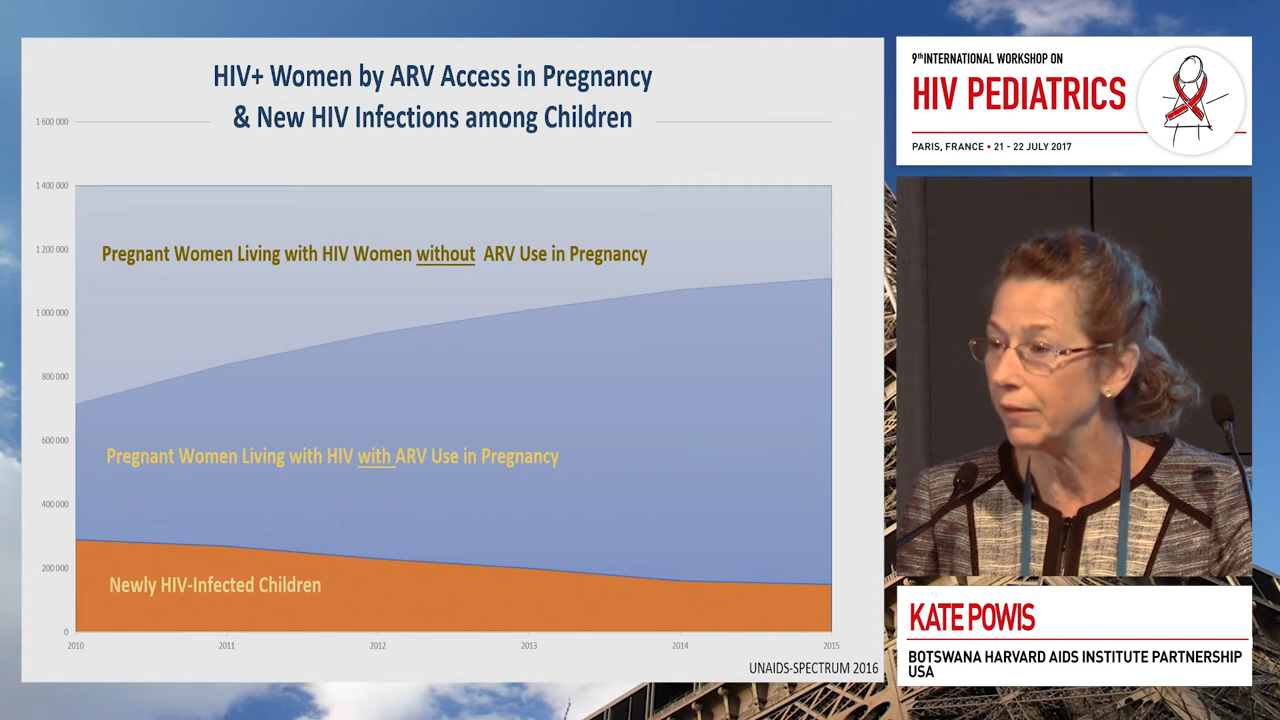 HIV+ Women by ARV Access in Pregnancy
& New HIV Infections among Children
1 600 000
1 400 000
1 200 000
1 000 000
800 000
600 000
400 000
200 000
0
Pregnant Women Living with HIV Women without ARV Use in Pregnancy
Pregnant Women Living with HIV with ARV Use in Pregnancy
Newly HIV-Infected Children
2010 2011 2012 2013 2014 2015
UNAIDS-SPECTRUM 2016
9th INTERNATIONAL WORKSHOP ON
HIV PEDIATRICS
PARIS, FRANCE • 21 - 22 JULY 2017
KATE POWIS
BOTSWANA HARVARD AIDS INSTITUTE PARTNERSHIP
USA